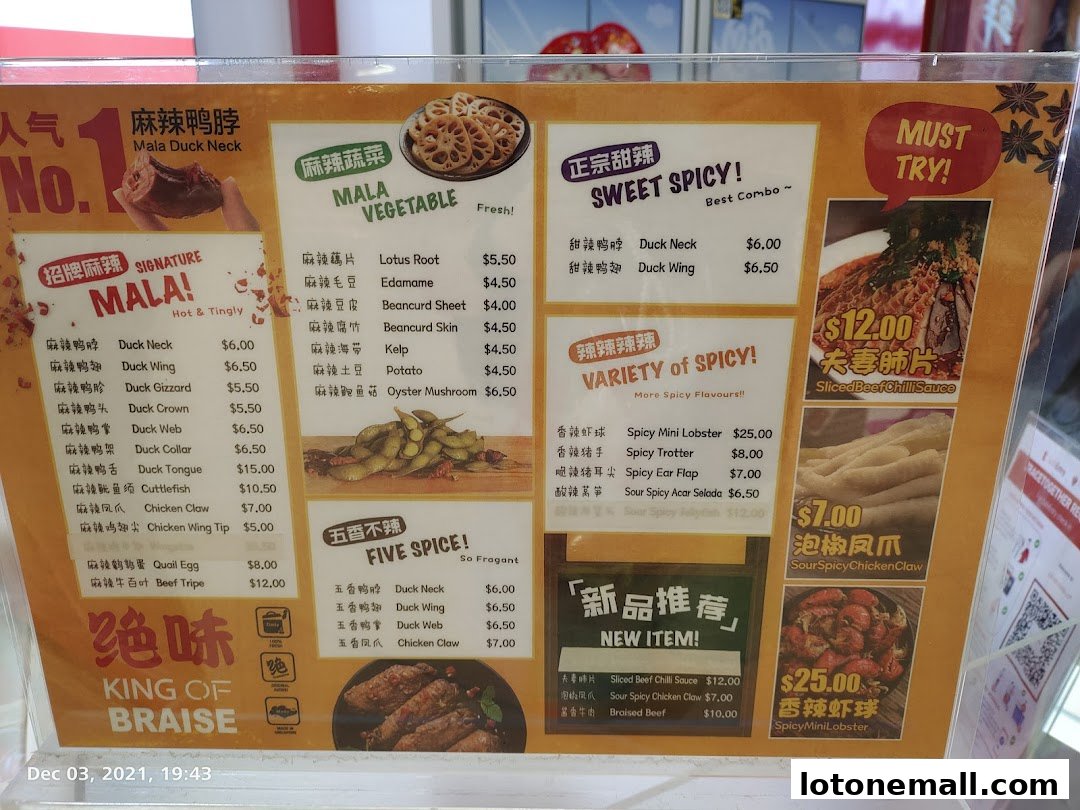 人气
No.1
麻辣鸭脖
Mala Duck Neck
招牌麻辣 SIGNATURE
MALA!
Hot & Tingly
麻辣鸭脖 Duck Neck $6.00
麻辣鸭翅 Duck Wing $6.50
麻辣鸭胗 Duck Gizzard $5.50
麻辣鸭头 Duck Crown $5.50
麻辣鸭掌 Duck Web $6.50
麻辣鸭架 Duck Collar $6.50
麻辣鸭舌 Duck Tongue $15.00
麻辣鱿鱼须 Cuttlefish $10.50
麻辣凤爪 Chicken Claw $7.00
麻辣鸡翅尖 Chicken Wing Tip $5.00
麻辣鹌鹑蛋 Quail Egg $8.00
麻辣牛百叶 Beef Tripe $12.00
绝味
KING OF
BRAISE
100%
FRESH
MADE IN
SINGAPORE
麻辣蔬菜
MALA
VEGETABLE
Fresh!
麻辣藕片 Lotus Root $5.50
麻辣毛豆 Edamame $4.50
麻辣豆皮 Beancurd Sheet $4.00
麻辣腐竹 Beancurd Skin $4.50
麻辣海带 Kelp $4.50
麻辣土豆 Potato $4.50
麻辣鲍鱼菇 Oyster Mushroom $6.50
五香不辣
FIVE SPICE!
So Fragant
五香鸭脖 Duck Neck $6.00
五香鸭翅 Duck Wing $6.50
五香鸭掌 Duck Web $6.50
五香凤爪 Chicken Claw $7.00
正宗甜辣
SWEET SPICY!
Best Combo ~
甜辣鸭脖 Duck Neck $6.00
甜辣鸭翅 Duck Wing $6.50
辣辣辣辣
VARIETY of SPICY!
More Spicy Flavours!!
香辣虾球 Spicy Mini Lobster $25.00
香辣猪手 Spicy Trotter $8.00
脆辣猪耳尖 Spicy Ear Flap $7.00
酸辣莴笋 Sour Spicy Acar Selada $6.50
Sour Spicy Jellyfish $12.00
「新品推荐」
NEW ITEM!
夫妻肺片 Sliced Beef Chilli Sauce $12.00
泡椒凤爪 Sour Spicy Chicken Claw $7.00
酱香牛肉 Braised Beef $10.00
MUST
TRY!
$12.00
夫妻肺片
SlicedBeefChilliSauce
$7.00
泡椒凤爪
SourSpicyChickenClaw
$25.00
香辣虾球
SpicyMiniLobster
Dec 03, 2021, 19:43
lotonemall.com